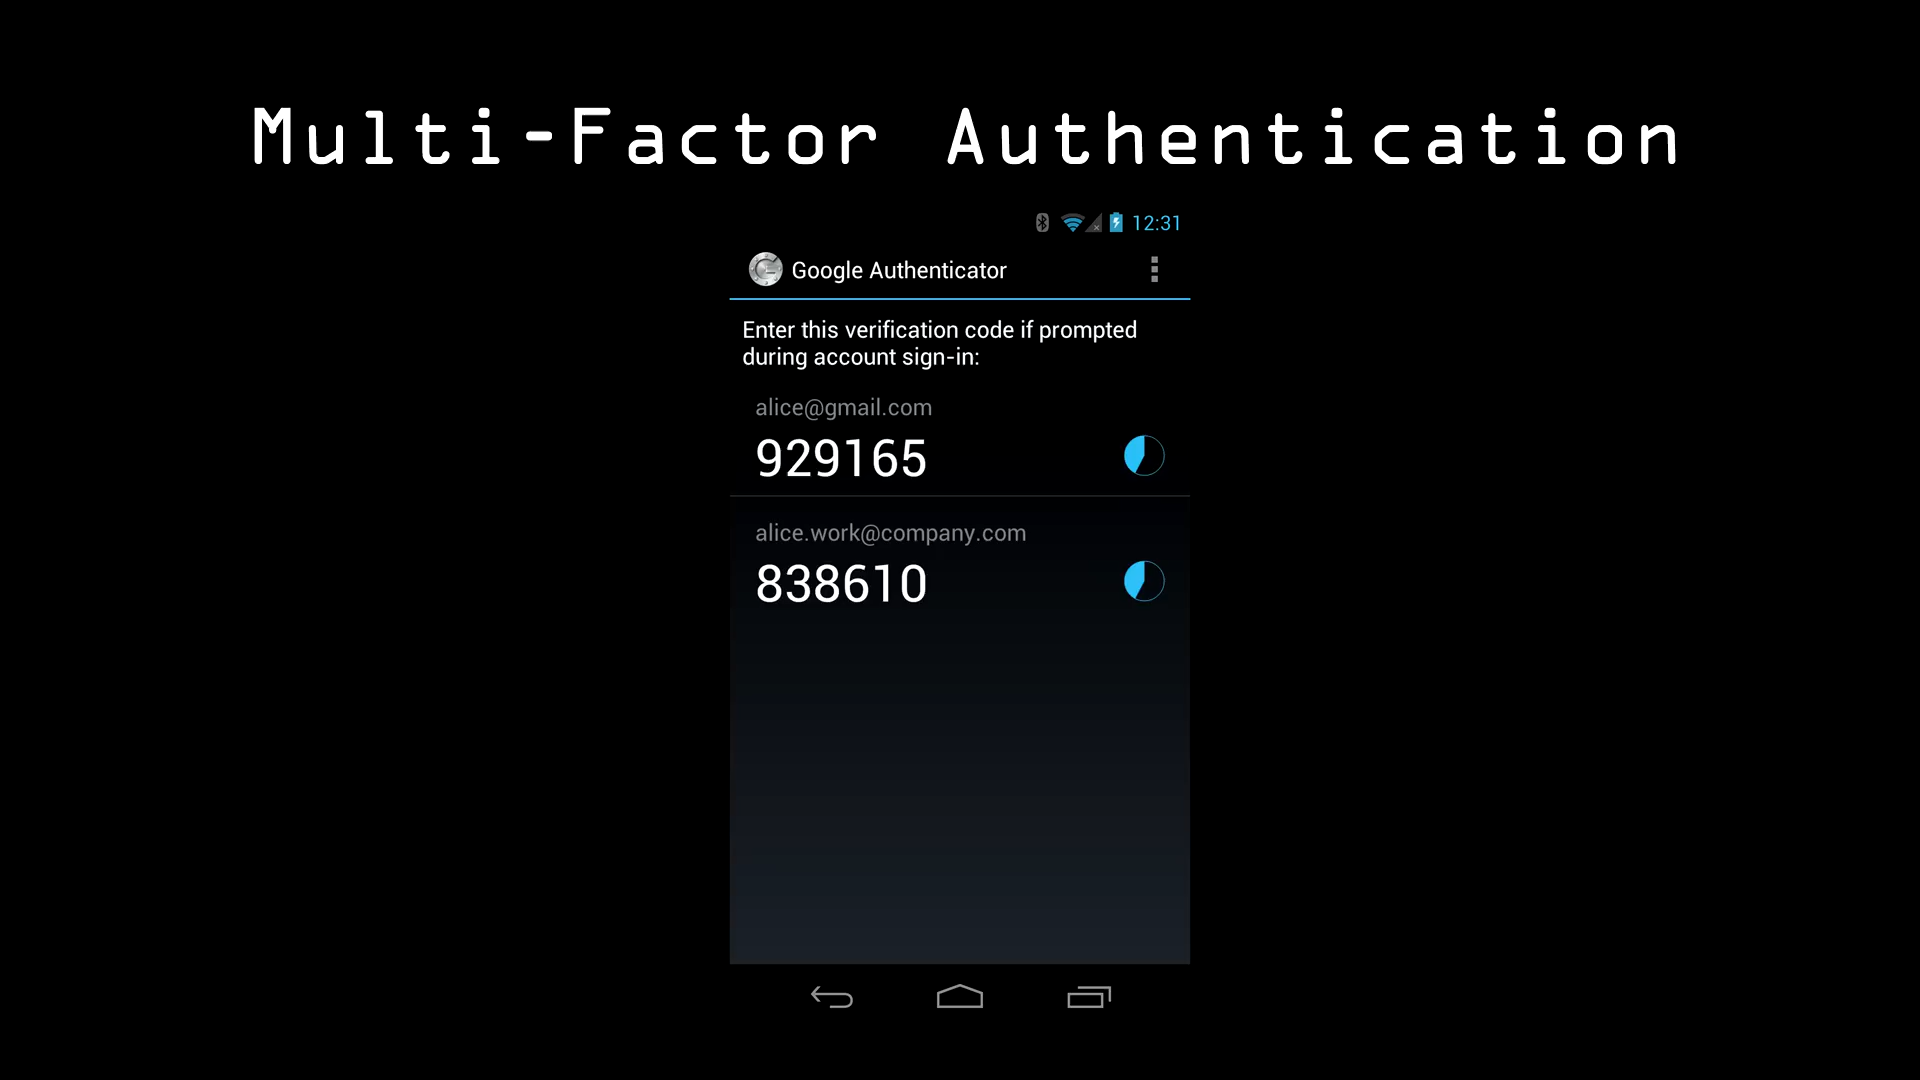 Multi-Factor Authentication
12:31
Google Authenticator
Enter this verification code if prompted
during account sign-in:
alice@gmail.com
929165
alice.work@company.com
838610